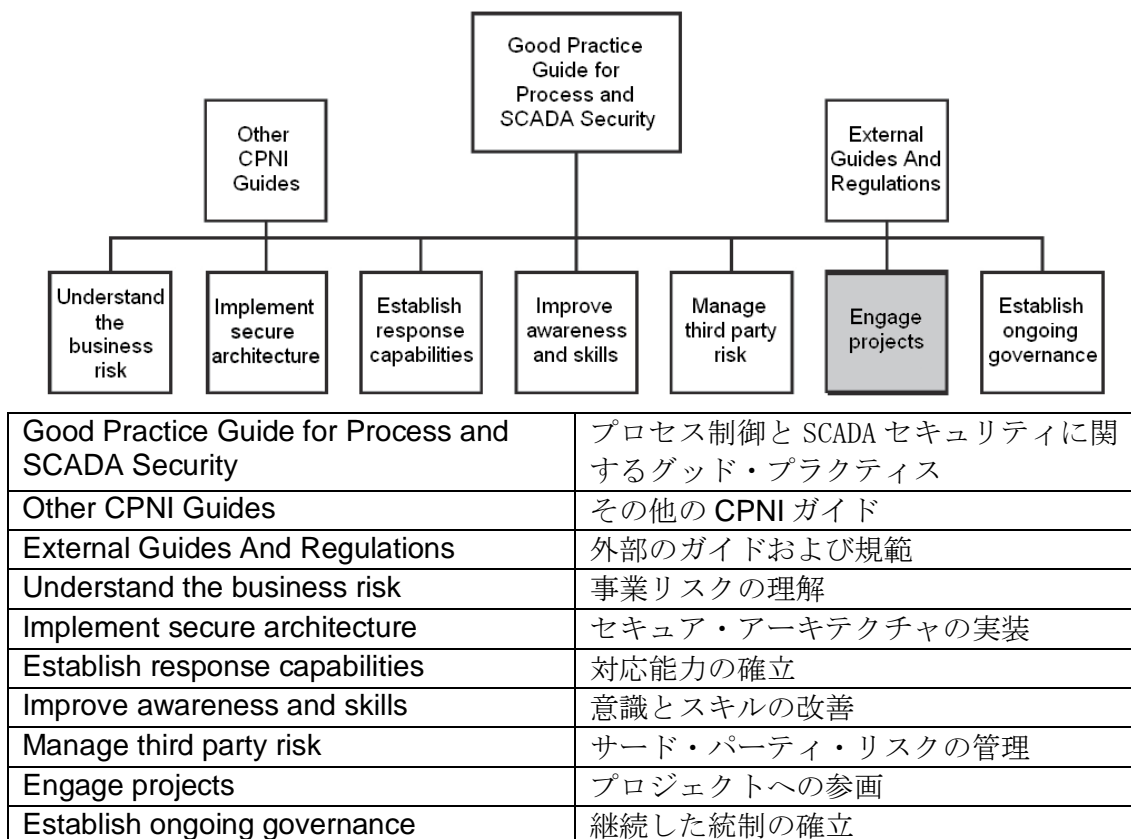 Good Practice
Guide for
Process and
SCADA Security
Other
CPNI
Guides
External
Guides And
Regulations
Understand
the
business
risk
Implement
secure
architecture
Establish
response
capabilities
Improve
awareness
and skills
Manage
third party
risk
Engage
projects
Establish
ongoing
governance
Good Practice Guide for Process and
SCADA Security
プロセス制御と SCADA セキュリティに関
するグッド・プラクティス
Other CPNI Guides
その他の CPNI ガイド
External Guides And Regulations
外部のガイドおよび規範
Understand the business risk
事業リスクの理解
Implement secure architecture
セキュア・アーキテクチャの実装
Establish response capabilities
対応能力の確立
Improve awareness and skills
意識とスキルの改善
Manage third party risk
サード・パーティ・リスクの管理
Engage projects
プロジェクトへの参画
Establish ongoing governance
継続した統制の確立